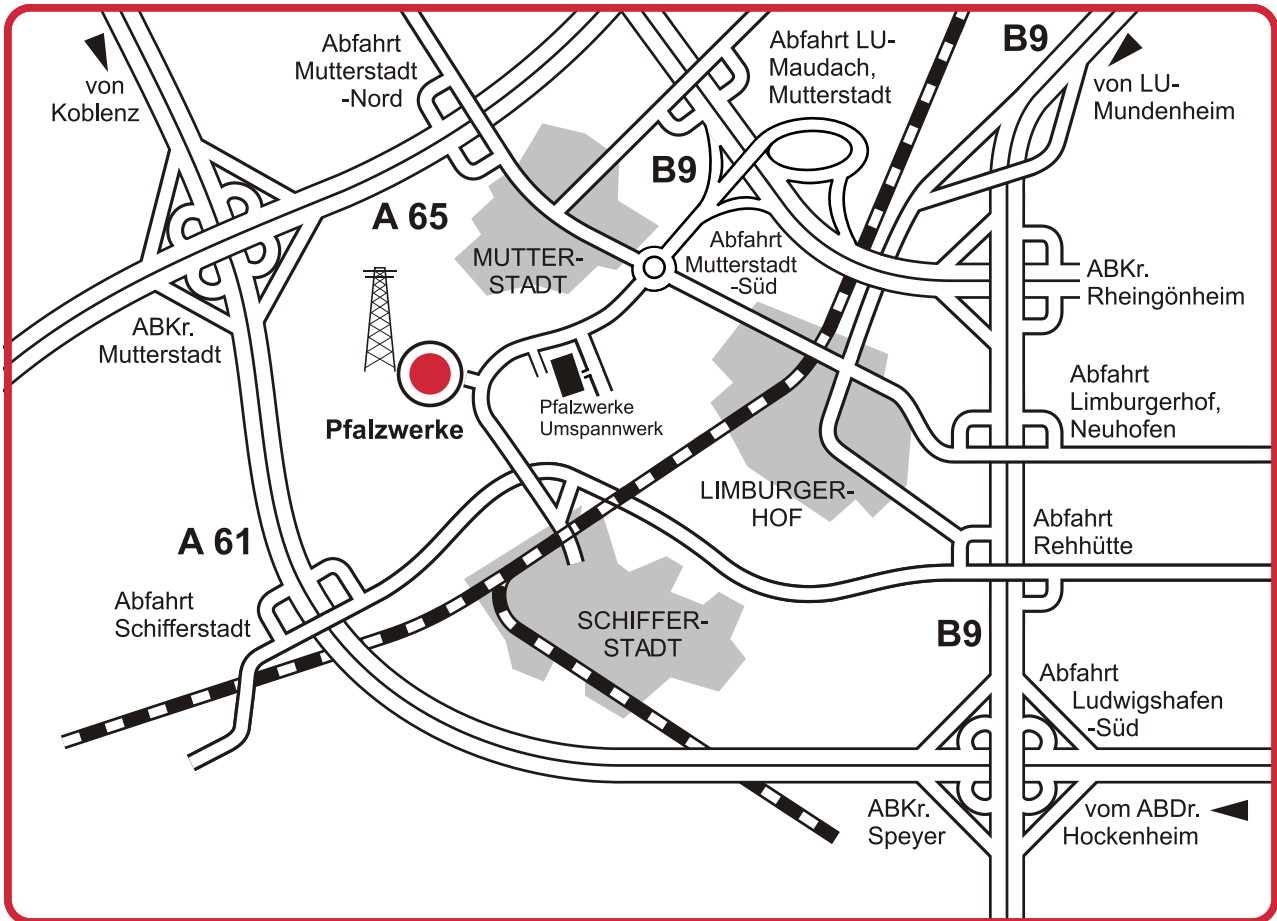 von
Koblenz
Abfahrt
Mutterstadt
-Nord
Abfahrt LU-
Maudach,
Mutterstadt
B9
von LU-
Mundenheim
B9
A 65
MUTTER-
STADT
Abfahrt
Mutterstadt
-Süd
ABKr.
Rheingönheim
ABKr.
Mutterstadt
Pfalzwerke
Pfalzwerke
Umspannwerk
Abfahrt
Limburgerhof,
Neuhofen
LIMBURGER-
HOF
A 61
Abfahrt
Rehhütte
Abfahrt
Schifferstadt
SCHIFFER-
STADT
B9
Abfahrt
Ludwigshafen
-Süd
ABKr.
Speyer
vom ABDr.
Hockenheim